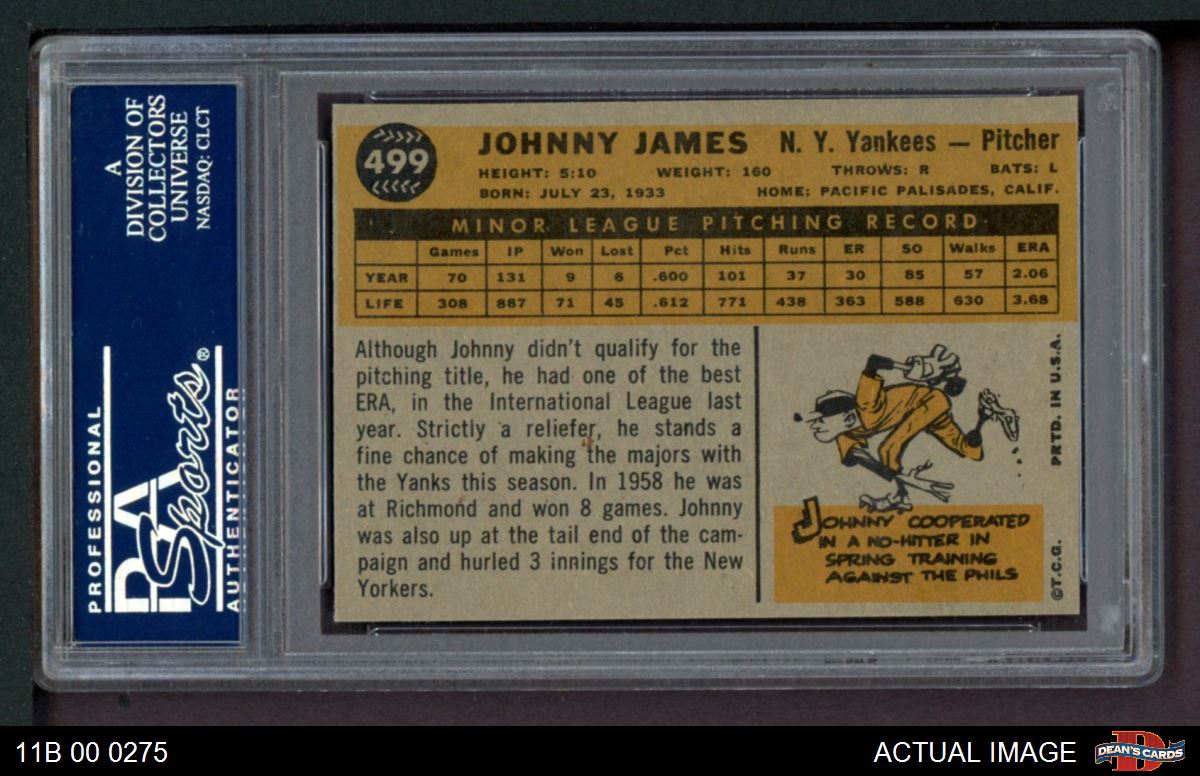 A
DIVISION OF
COLLECTORS
UNIVERSE
NASDAQ: CLCT
PROFESSIONAL
PSA
Sports®
AUTHENTICATOR
499
JOHNNY JAMES N. Y. Yankees — Pitcher
HEIGHT: 5:10 WEIGHT: 160 THROWS: R BATS: L
BORN: JULY 23, 1933 HOME: PACIFIC PALISADES, CALIF.
MINOR LEAGUE PITCHING RECORD
Games IP Won Lost Pct Hits Runs ER SO Walks ERA
YEAR 70 131 9 6 .600 101 37 30 85 57 2.06
LIFE 308 887 71 45 .612 771 438 363 588 630 3.68
Although Johnny didn't qualify for the
pitching title, he had one of the best
ERA, in the International League last
year. Strictly a reliefer, he stands a
fine chance of making the majors with
the Yanks this season. In 1958 he was
at Richmond and won 8 games. Johnny
was also up at the tail end of the cam-
paign and hurled 3 innings for the New
Yorkers.
JOHNNY COOPERATED
IN A NO-HITTER IN
SPRING TRAINING
AGAINST THE PHILS
©T.C.G. PRTD. IN U.S.A.
11B 00 0275
ACTUAL IMAGE
DEAN'S CARDS